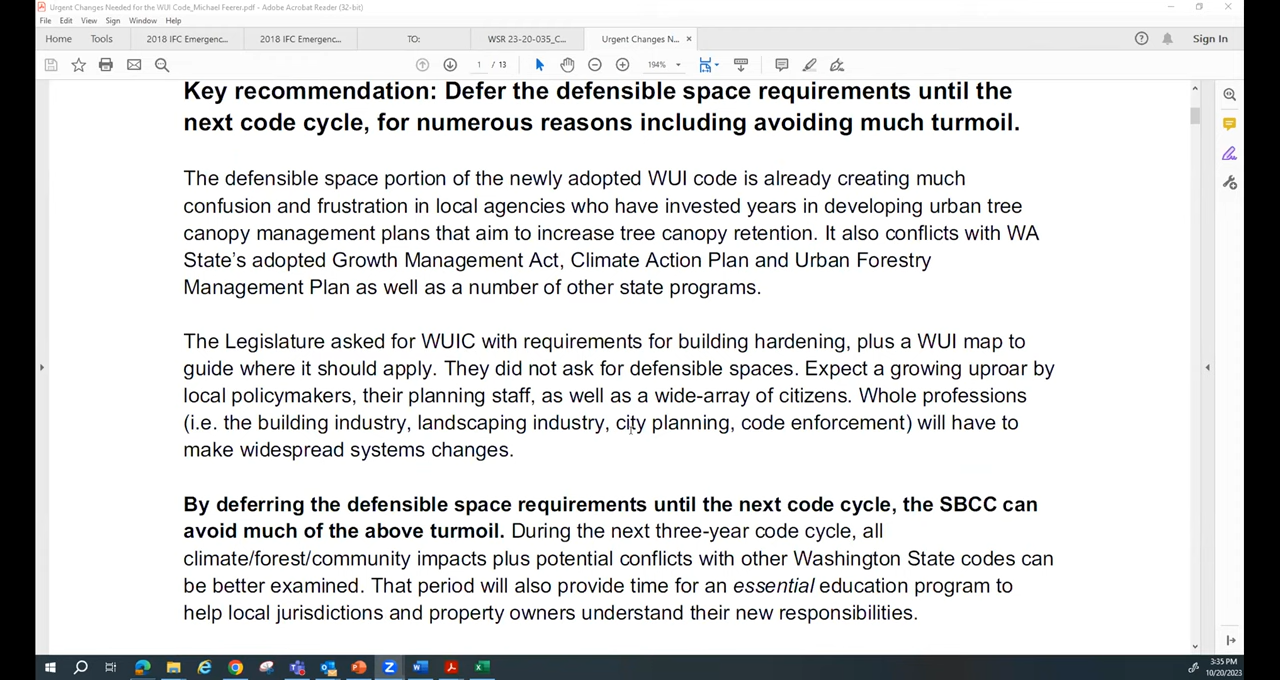 Urgent Changes Needed for the WUI Code_Michael Feerer.pdf - Adobe Acrobat Reader (32-bit)
File Edit View Sign Window Help
Home Tools 2018 IFC Emergenc... 2018 IFC Emergenc... TO: WSR 23-20-035_C... Urgent Changes N... × Sign In
1 / 13 194%
Key recommendation: Defer the defensible space requirements until the
next code cycle, for numerous reasons including avoiding much turmoil.
The defensible space portion of the newly adopted WUI code is already creating much
confusion and frustration in local agencies who have invested years in developing urban tree
canopy management plans that aim to increase tree canopy retention. It also conflicts with WA
State's adopted Growth Management Act, Climate Action Plan and Urban Forestry
Management Plan as well as a number of other state programs.
The Legislature asked for WUIC with requirements for building hardening, plus a WUI map to
guide where it should apply. They did not ask for defensible spaces. Expect a growing uproar by
local policymakers, their planning staff, as well as a wide-array of citizens. Whole professions
(i.e. the building industry, landscaping industry, city planning, code enforcement) will have to
make widespread systems changes.
By deferring the defensible space requirements until the next code cycle, the SBCC can
avoid much of the above turmoil. During the next three-year code cycle, all
climate/forest/community impacts plus potential conflicts with other Washington State codes can
be better examined. That period will also provide time for an essential education program to
help local jurisdictions and property owners understand their new responsibilities.
3:35 PM
10/20/2023